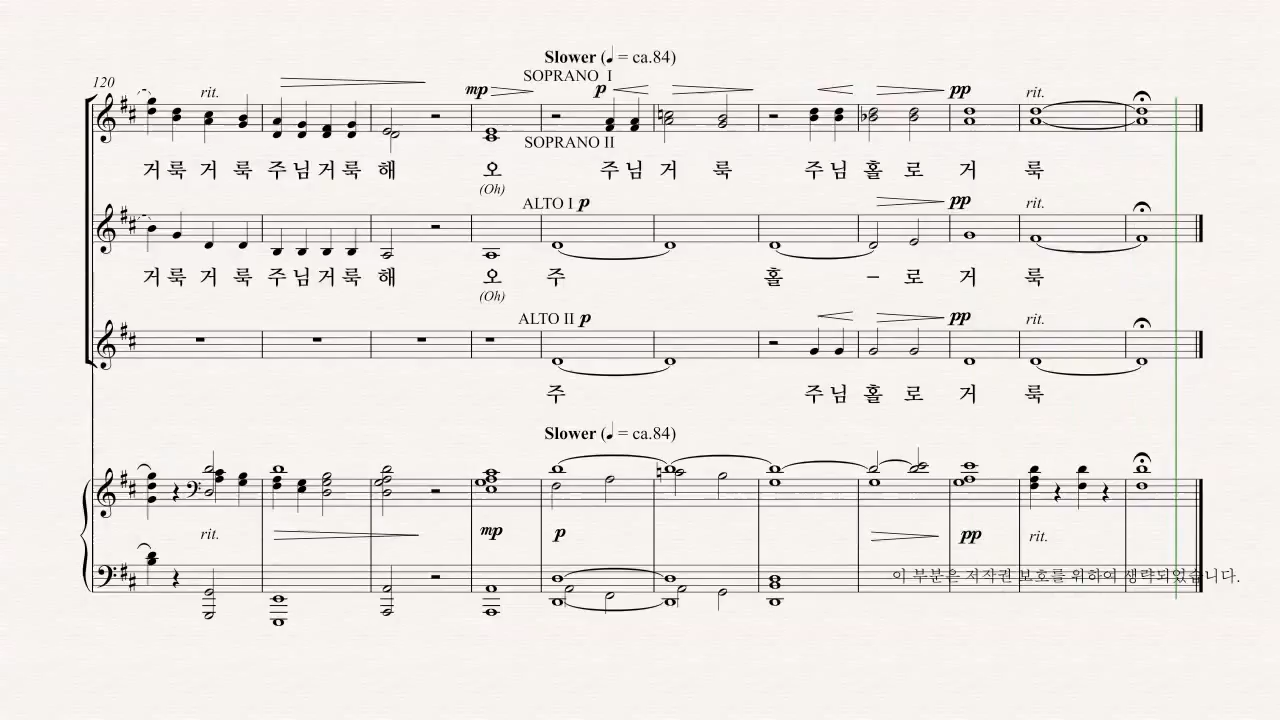 Slower (♩ = ca.84)
120 rit. mp SOPRANO I p pp rit.
SOPRANO II
거룩 거 룩 주님거룩 해 오 주님 거 룩 주님 홀 로 거 룩
(Oh)
ALTO I p pp rit.
거룩 거 룩 주님거룩 해 오 주 홀 – 로 거 룩
(Oh)
ALTO II p pp rit.
주 주님 홀 로 거 룩
Slower (♩ = ca.84)
rit. mp p pp rit.
이 부분은 저작권 보호를 위하여 생략되었습니다.